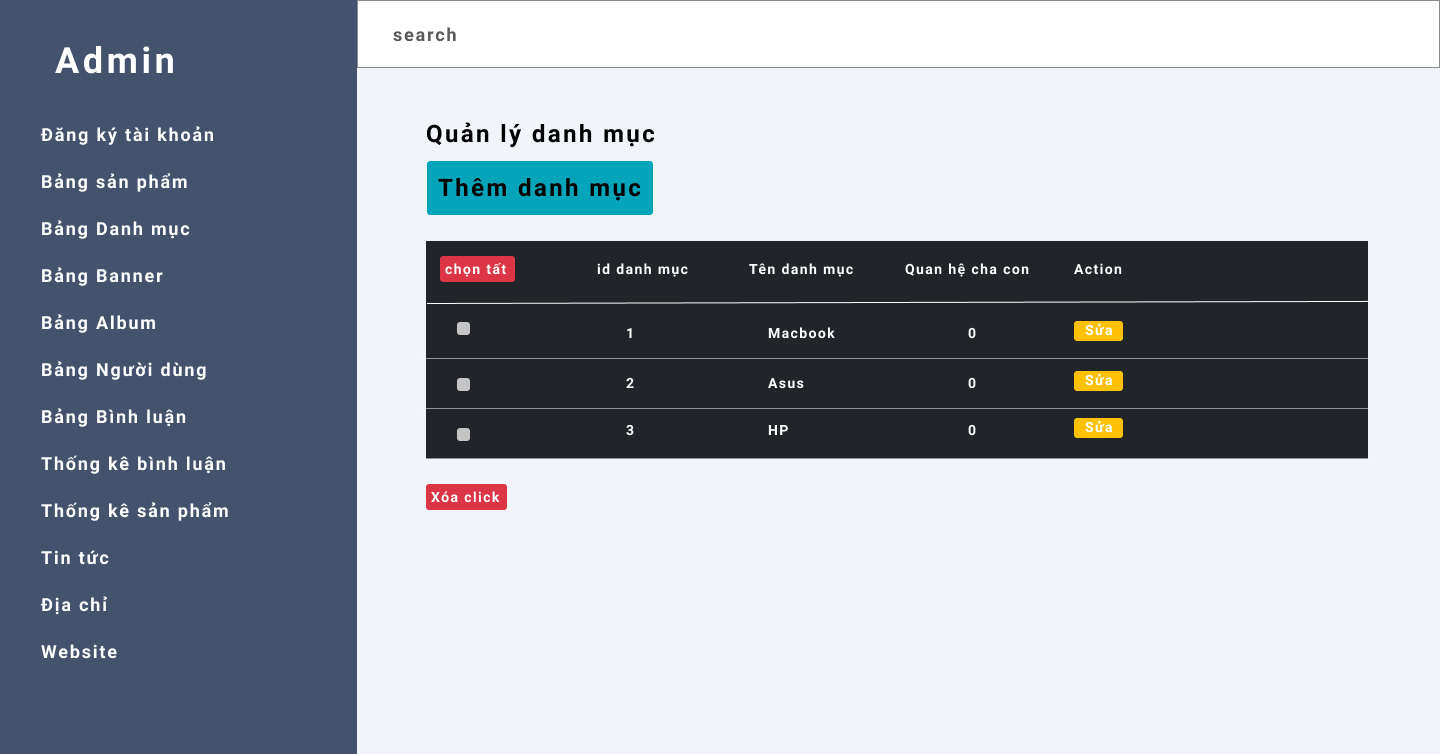 Admin
Đăng ký tài khoản
Bảng sản phẩm
Bảng Danh mục
Bảng Banner
Bảng Album
Bảng Người dùng
Bảng Bình luận
Thống kê bình luận
Thống kê sản phẩm
Tin tức
Địa chỉ
Website
search
Quản lý danh mục
Thêm danh mục
chọn tất id danh mục Tên danh mục Quan hệ cha con Action
1 Macbook 0 Sửa
2 Asus 0 Sửa
3 HP 0 Sửa
Xóa click